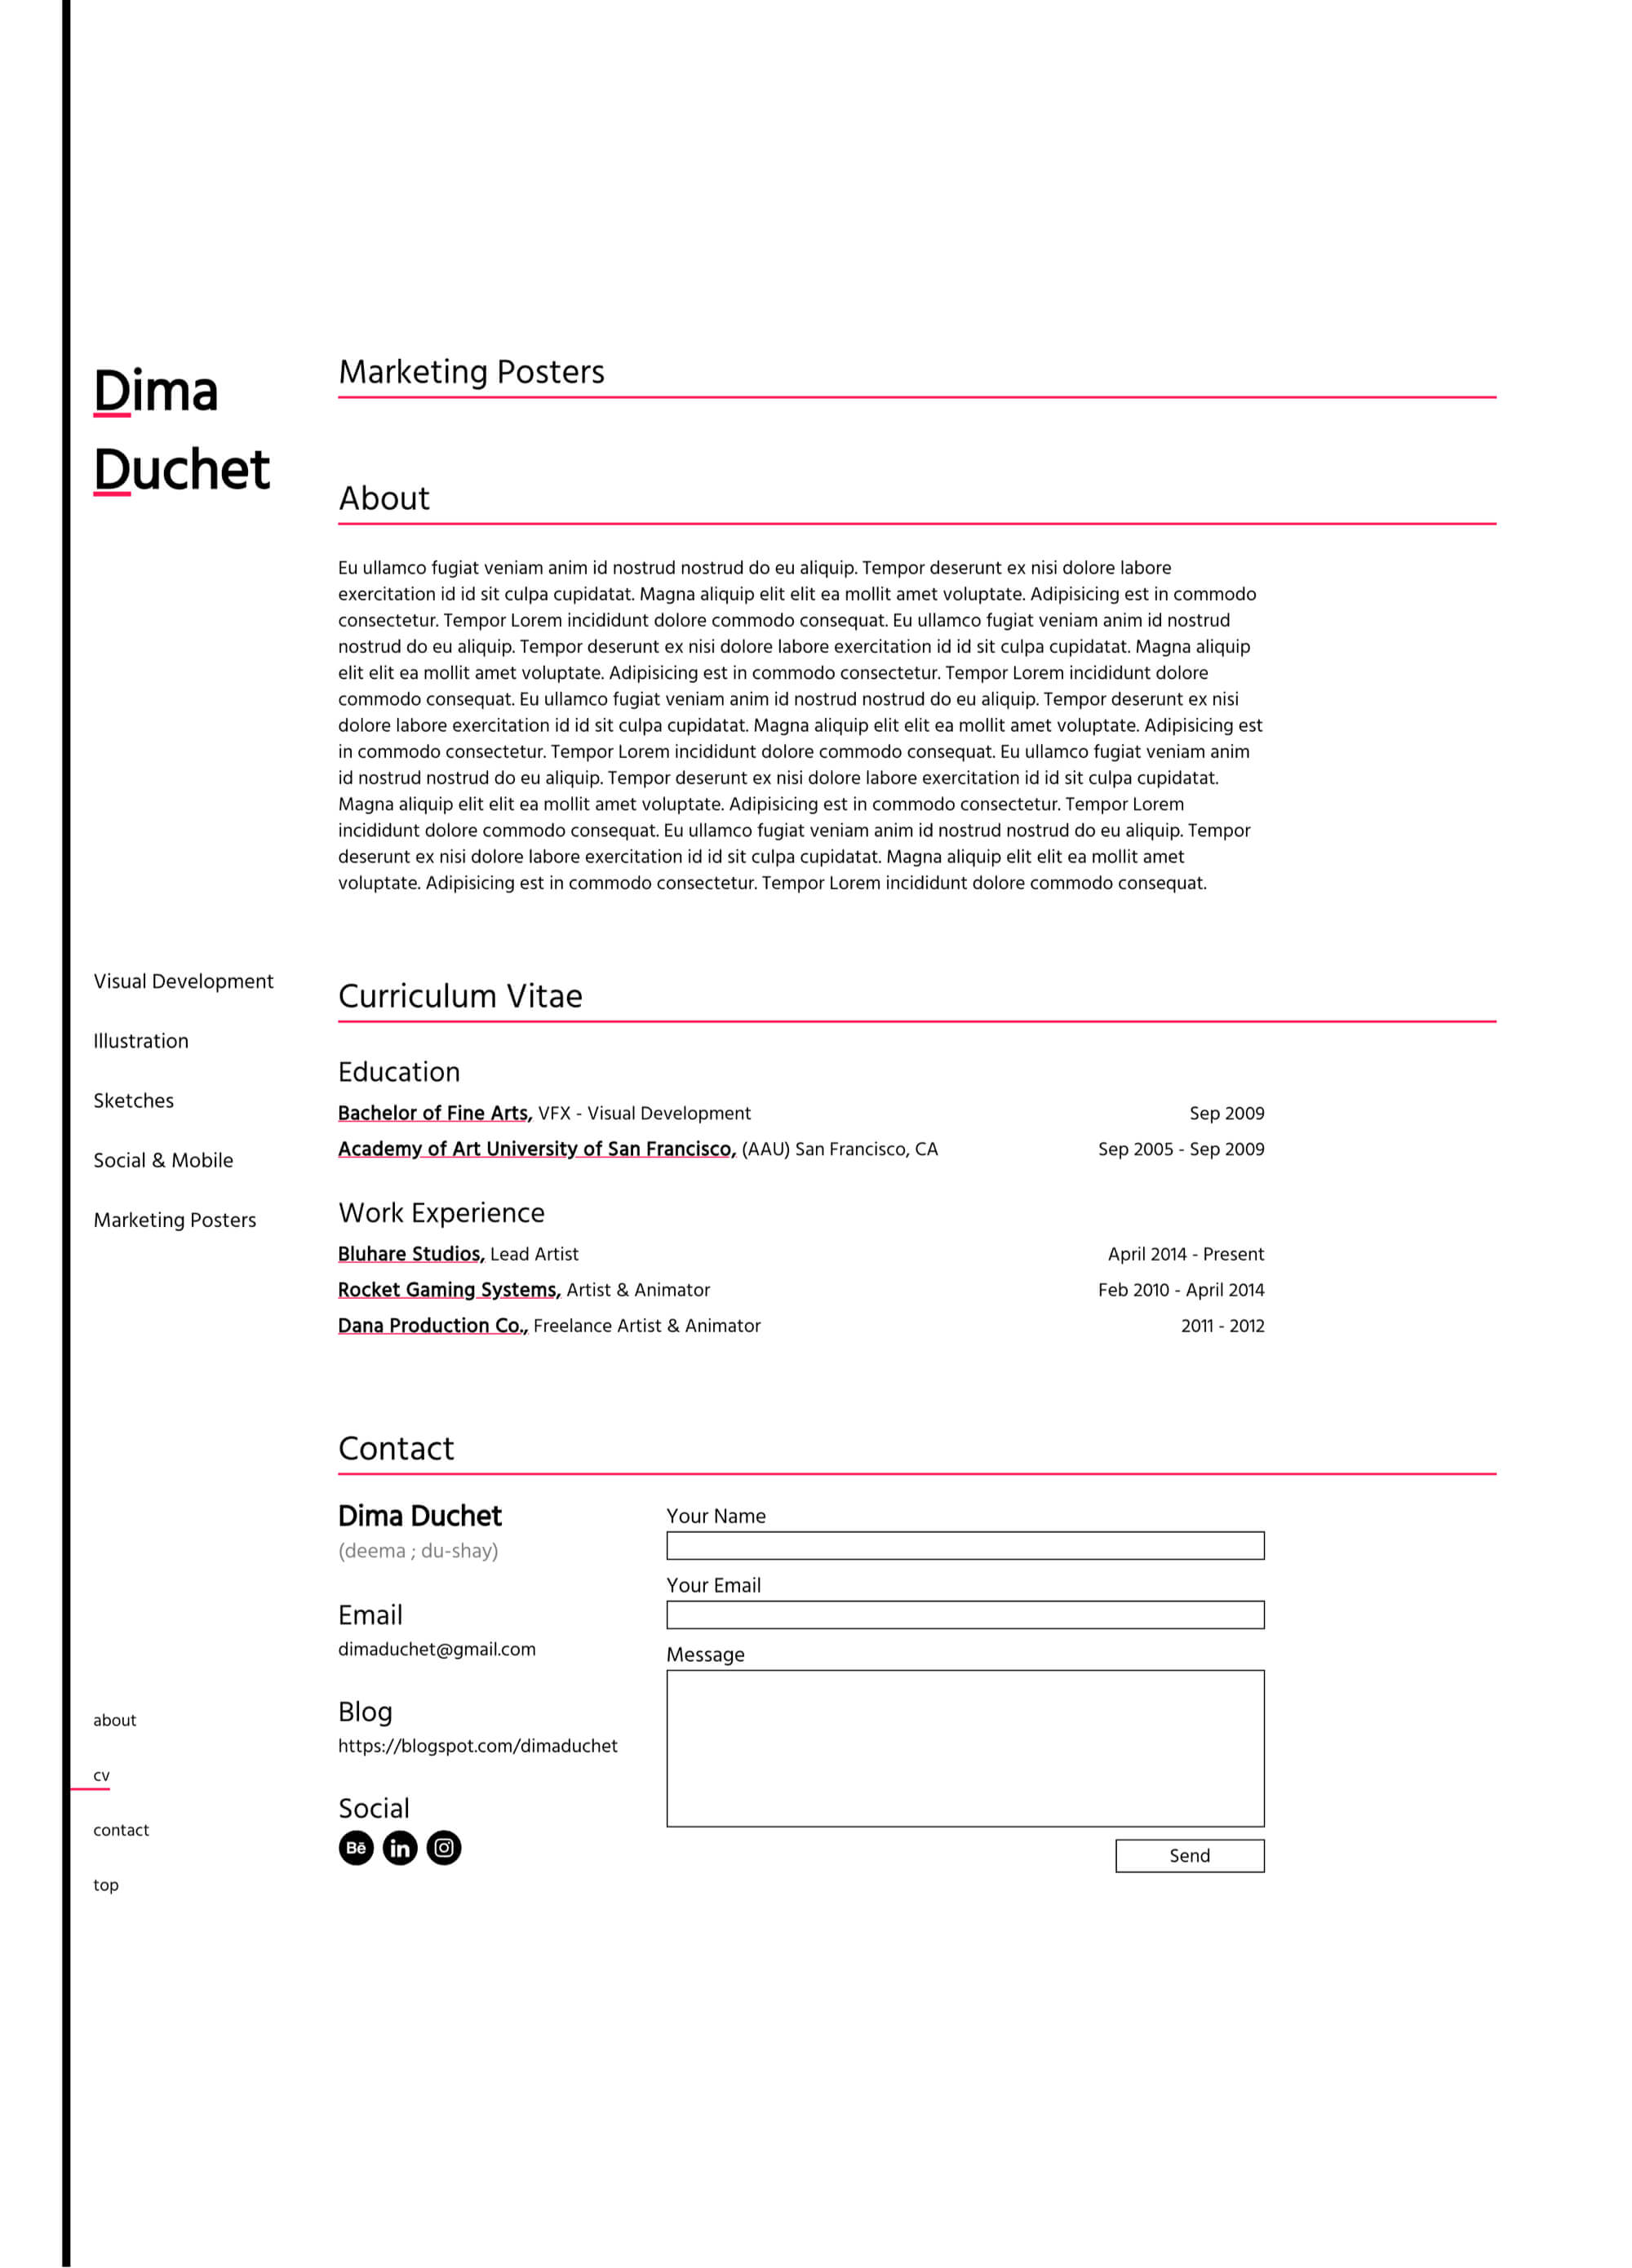 Dima
Duchet
Visual Development
Illustration
Sketches
Social & Mobile
Marketing Posters
about
cv
contact
top
Marketing Posters
About
Eu ullamco fugiat veniam anim id nostrud nostrud do eu aliquip. Tempor deserunt ex nisi dolore labore
exercitation id id sit culpa cupidatat. Magna aliquip elit elit ea mollit amet voluptate. Adipisicing est in commodo
consectetur. Tempor Lorem incididunt dolore commodo consequat. Eu ullamco fugiat veniam anim id nostrud
nostrud do eu aliquip. Tempor deserunt ex nisi dolore labore exercitation id id sit culpa cupidatat. Magna aliquip
elit elit ea mollit amet voluptate. Adipisicing est in commodo consectetur. Tempor Lorem incididunt dolore
commodo consequat. Eu ullamco fugiat veniam anim id nostrud nostrud do eu aliquip. Tempor deserunt ex nisi
dolore labore exercitation id id sit culpa cupidatat. Magna aliquip elit elit ea mollit amet voluptate. Adipisicing est
in commodo consectetur. Tempor Lorem incididunt dolore commodo consequat. Eu ullamco fugiat veniam anim
id nostrud nostrud do eu aliquip. Tempor deserunt ex nisi dolore labore exercitation id id sit culpa cupidatat.
Magna aliquip elit elit ea mollit amet voluptate. Adipisicing est in commodo consectetur. Tempor Lorem
incididunt dolore commodo consequat. Eu ullamco fugiat veniam anim id nostrud nostrud do eu aliquip. Tempor
deserunt ex nisi dolore labore exercitation id id sit culpa cupidatat. Magna aliquip elit elit ea mollit amet
voluptate. Adipisicing est in commodo consectetur. Tempor Lorem incididunt dolore commodo consequat.
Curriculum Vitae
Education
Bachelor of Fine Arts, VFX - Visual Development Sep 2009
Academy of Art University of San Francisco, (AAU) San Francisco, CA Sep 2005 - Sep 2009
Work Experience
Bluhare Studios, Lead Artist April 2014 - Present
Rocket Gaming Systems, Artist & Animator Feb 2010 - April 2014
Dana Production Co., Freelance Artist & Animator 2011 - 2012
Contact
Dima Duchet
(deema ; du-shay)
Email
dimaduchet@gmail.com
Blog
https://blogspot.com/dimaduchet
Social
Bē in
Your Name
Your Email
Message
Send